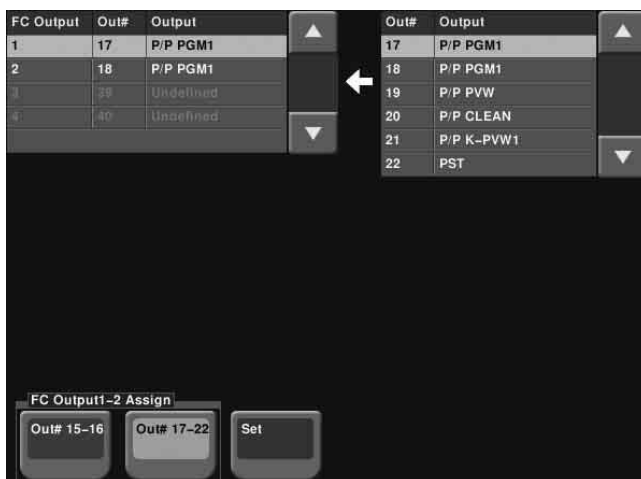 FC Output Out# Output
1 17 P/P PGM1
2 18 P/P PGM1
3 39 Undefined
4 40 Undefined
Out# Output
17 P/P PGM1
18 P/P PGM1
19 P/P PVW
20 P/P CLEAN
21 P/P K-PVW1
22 PST
FC Output1-2 Assign
Out# 15-16 Out# 17-22 Set